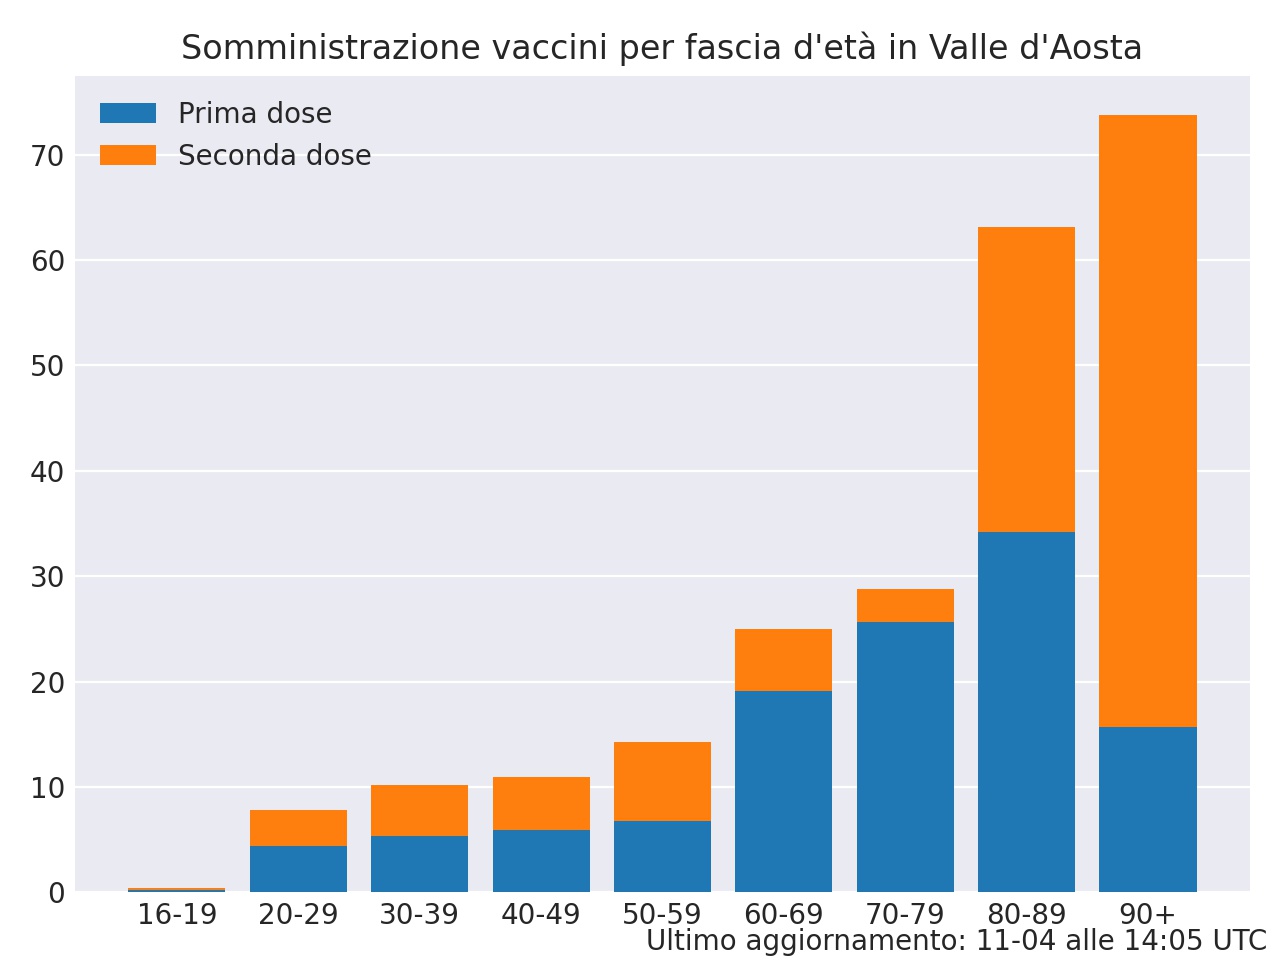 Somministrazione vaccini per fascia d'età in Valle d'Aosta
Prima dose
Seconda dose
70
60
50
40
30
20
10
0
16-19 20-29 30-39 40-49 50-59 60-69 70-79 80-89 90+
Ultimo aggiornamento: 11-04 alle 14:05 UTC